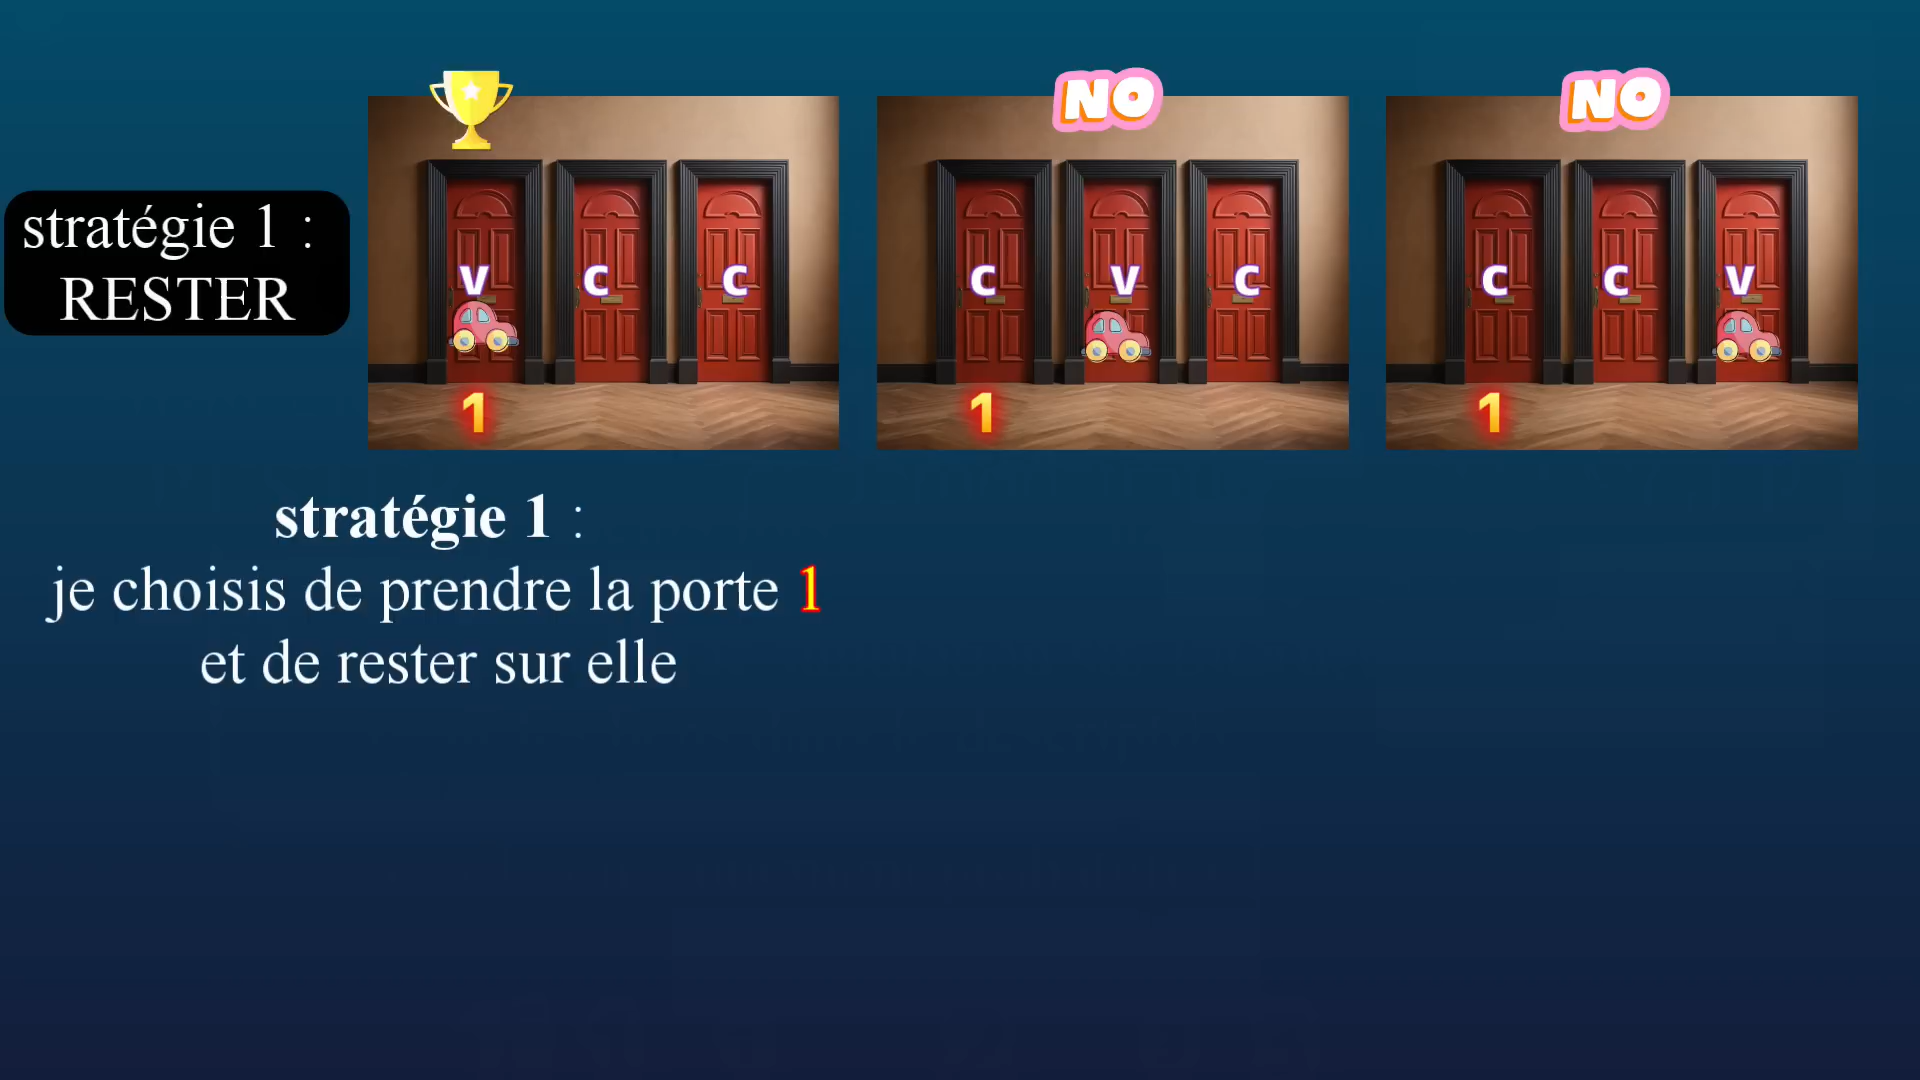 NO
NO
stratégie 1 :
RESTER
v c c
c v c
c c v
1
1
1
stratégie 1 :
je choisis de prendre la porte 1
et de rester sur elle